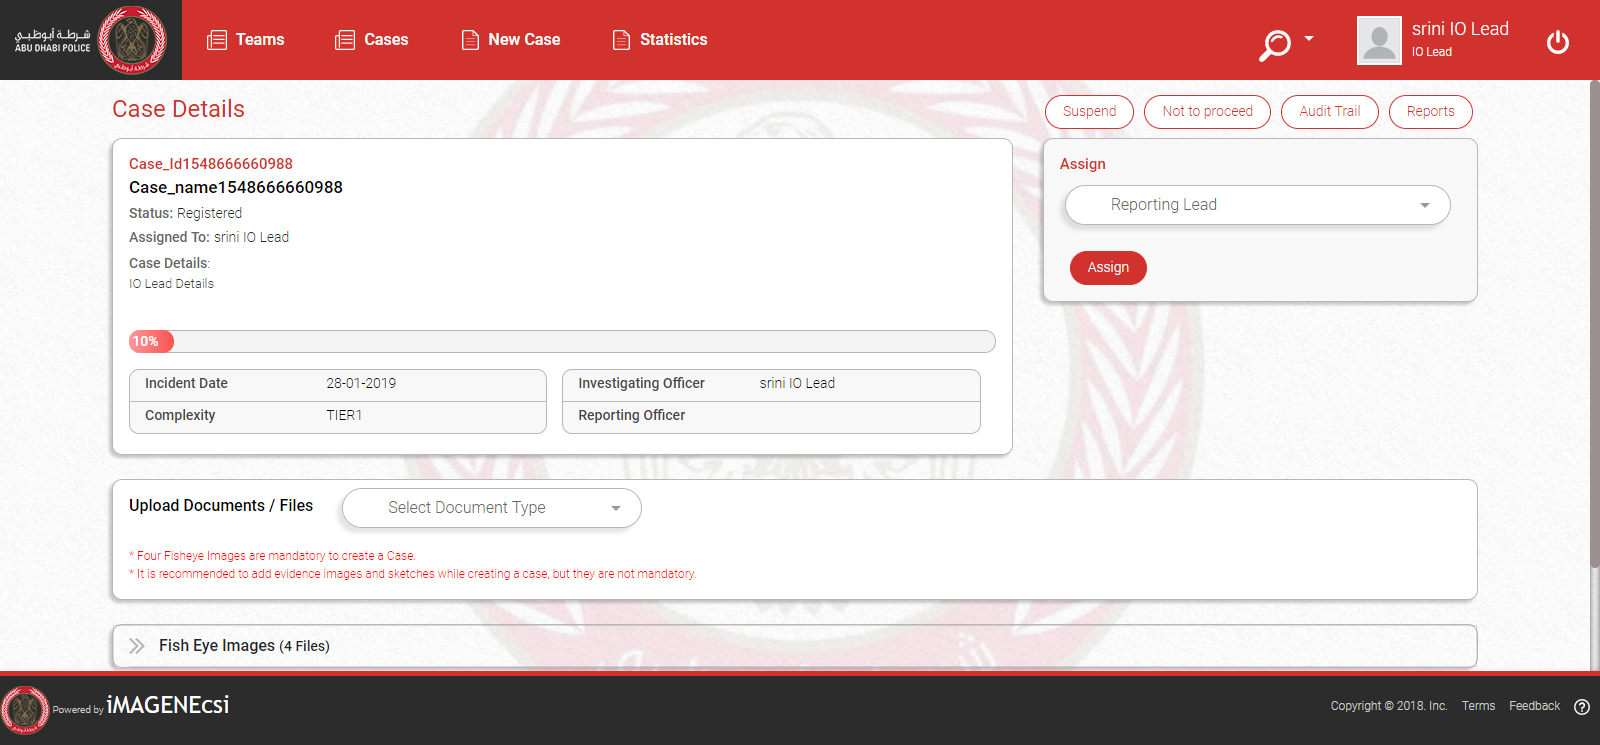 شرطة أبوظبي
ABU DHABI POLICE
شرطة أبوظبي
Teams
Cases
New Case
Statistics
srini IO Lead
IO Lead
Case Details
Suspend
Not to proceed
Audit Trail
Reports
Case_Id1548666660988
Case_name1548666660988
Status: Registered
Assigned To: srini IO Lead
Case Details:
IO Lead Details
10%
Incident Date 28-01-2019
Complexity TIER1
Investigating Officer srini IO Lead
Reporting Officer
Assign
Reporting Lead
Assign
Upload Documents / Files
Select Document Type
* Four Fisheye Images are mandatory to create a Case.
* It is recommended to add evidence images and sketches while creating a case, but they are not mandatory.
Fish Eye Images (4 Files)
Powered by iMAGENEcsi
Copyright © 2018. Inc.
Terms
Feedback